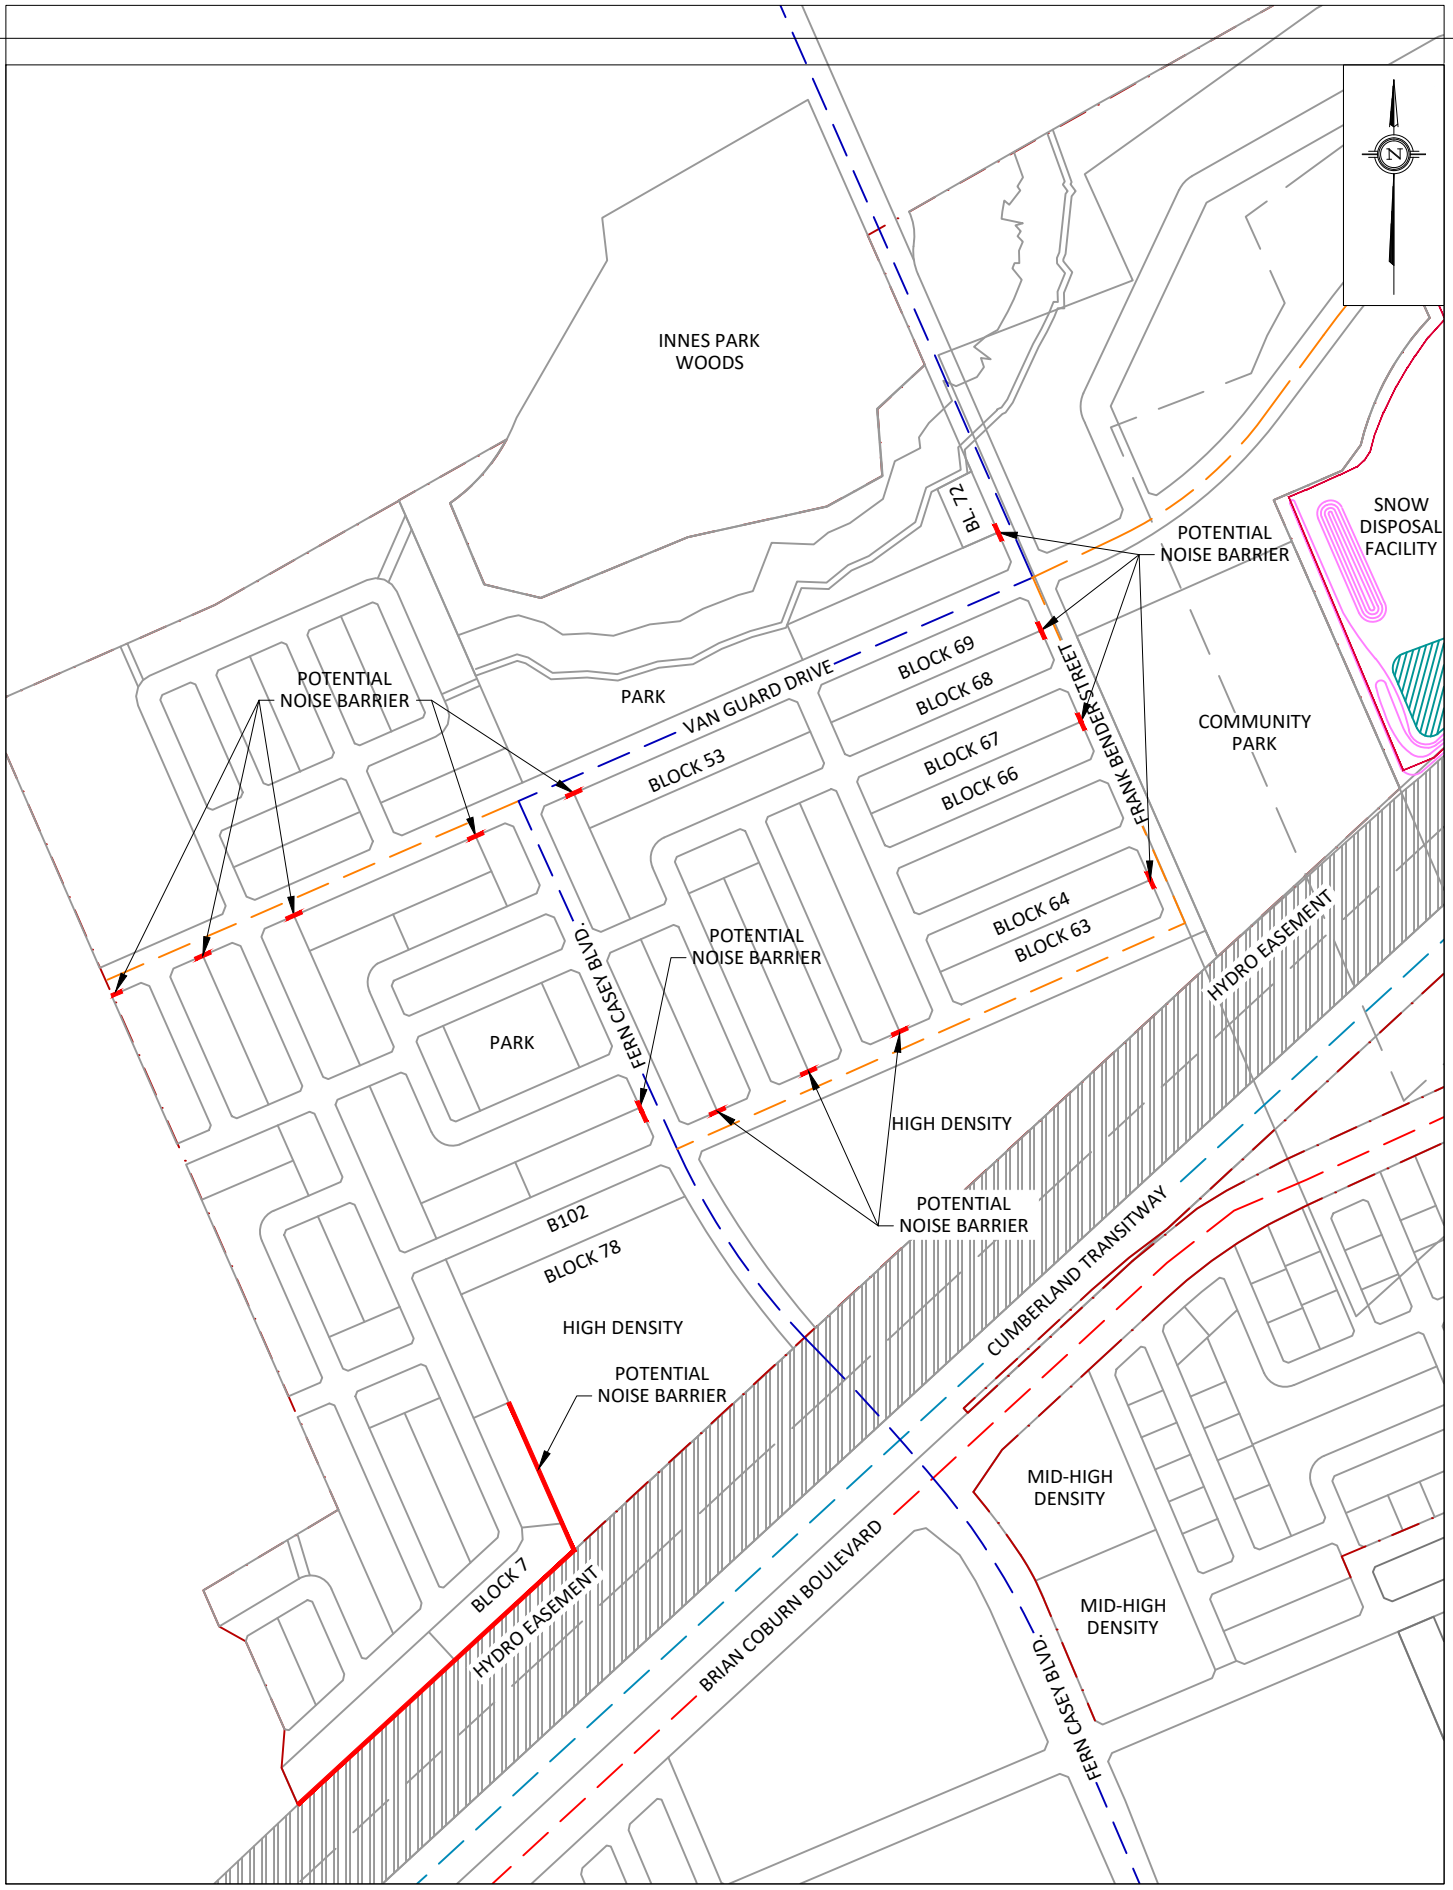 N
INNES PARK
WOODS
BL. 72
SNOW
DISPOSAL
FACILITY
POTENTIAL
NOISE BARRIER
POTENTIAL
NOISE BARRIER
PARK
VAN GUARD DRIVE
BLOCK 69
BLOCK 68
FRANK BENDER STREET
COMMUNITY
PARK
BLOCK 53
BLOCK 67
BLOCK 66
BLOCK 64
BLOCK 63
POTENTIAL
NOISE BARRIER
FERN CASEY BLVD.
HYDRO EASEMENT
PARK
HIGH DENSITY
POTENTIAL
NOISE BARRIER
B102
BLOCK 78
CUMBERLAND TRANSITWAY
HIGH DENSITY
POTENTIAL
NOISE BARRIER
MID-HIGH
DENSITY
BLOCK 7
HYDRO EASEMENT
BRIAN COBURN BOULEVARD
MID-HIGH
DENSITY
FERN CASEY BLVD.